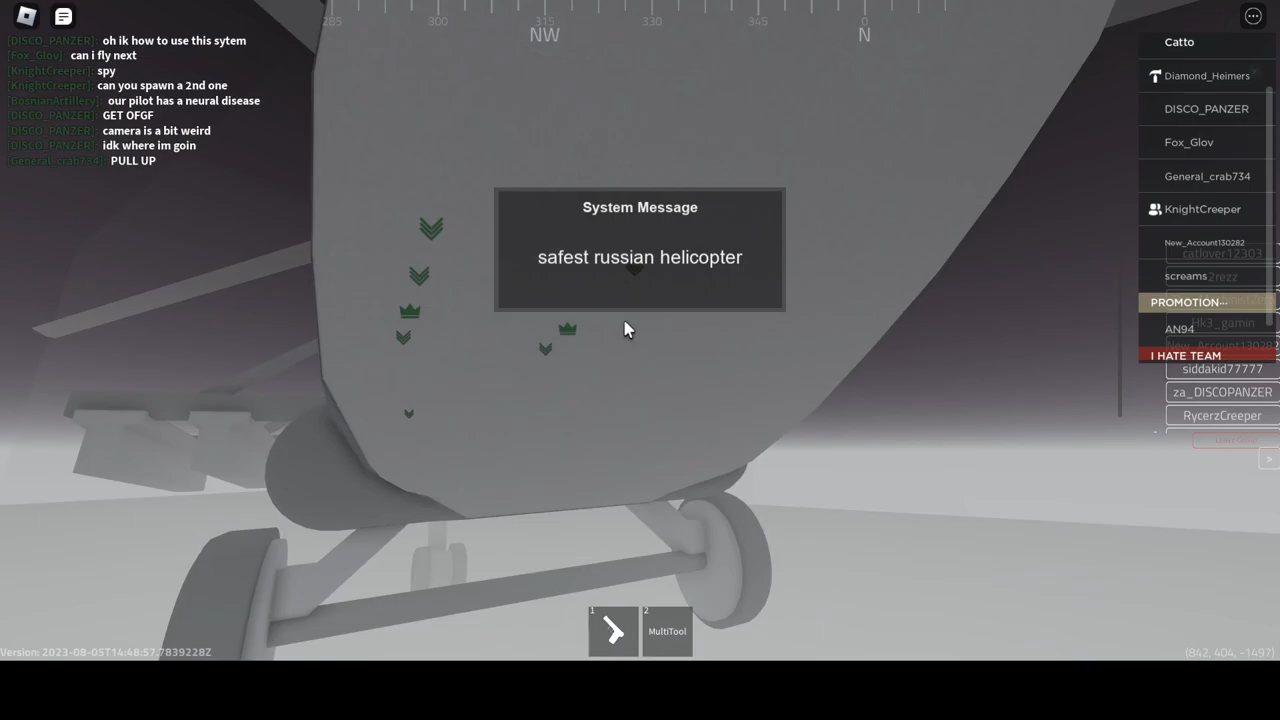 285
300
315
330
345
0
NW
N
[DISCO_PANZER]: oh ik how to use this sytem
[Fox_Glov]: can i fly next
[KnightCreeper]: spy
[KnightCreeper]: can you spawn a 2nd one
[BosnianArtillery]: our pilot has a neural disease
[DISCO_PANZER]: GET OFGF
[DISCO_PANZER]: camera is a bit weird
[DISCO_PANZER]: idk where im goin
[General_crab734]: PULL UP
System Message
safest russian helicopter
Catto
Diamond_Heimers
DISCO_PANZER
Fox_Glov
General_crab734
KnightCreeper
New_Account130282
catlover12303
screams
2rezz
PROMOTION...
Hk3_gamin
AN94
New_Account130282
I HATE TEAM
siddakid77777
za_DISCOPANZER
RycerzCreeper
>
1
2
MultiTool
Version: 2023-08-05T14:48:57.7839228Z
(842, 404, -1497)